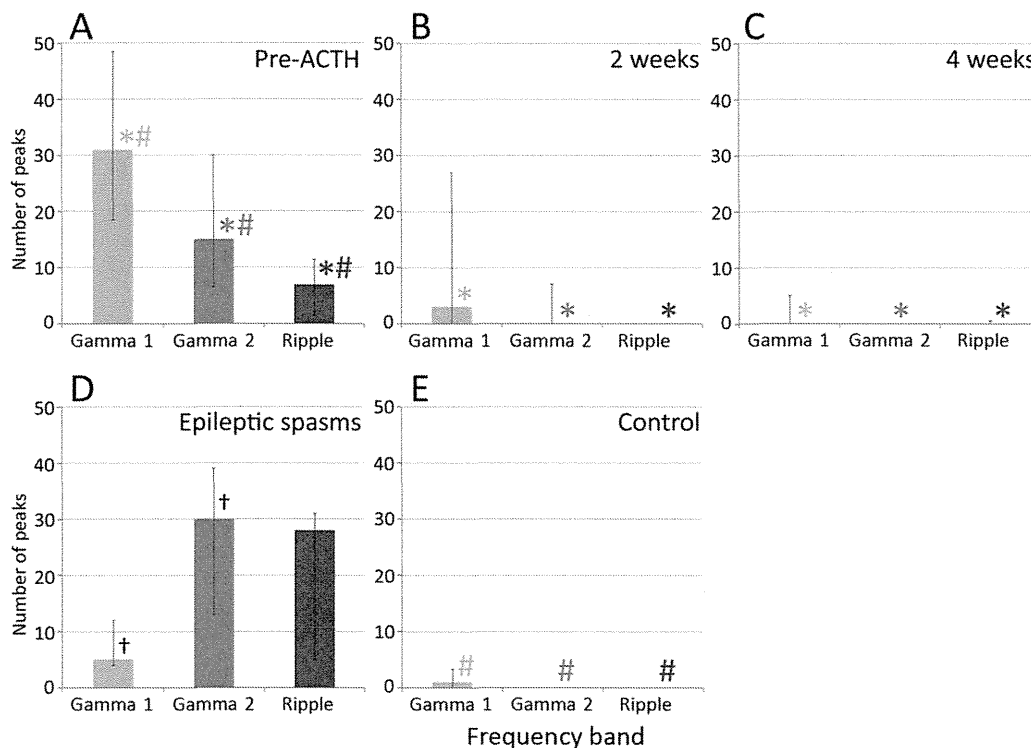 A
Pre-ACTH
Number of peaks
50
40
30
20
10
0
*#
*#
*#
Gamma 1 Gamma 2 Ripple
B
2 weeks
50
40
30
20
10
0
*
*
*
Gamma 1 Gamma 2 Ripple
C
4 weeks
50
40
30
20
10
0
*
*
*
Gamma 1 Gamma 2 Ripple
D
Epileptic spasms
Number of peaks
50
40
30
20
10
0
†
†
Gamma 1 Gamma 2 Ripple
E
Control
50
40
30
20
10
0
#
#
#
Gamma 1 Gamma 2 Ripple
Frequency band